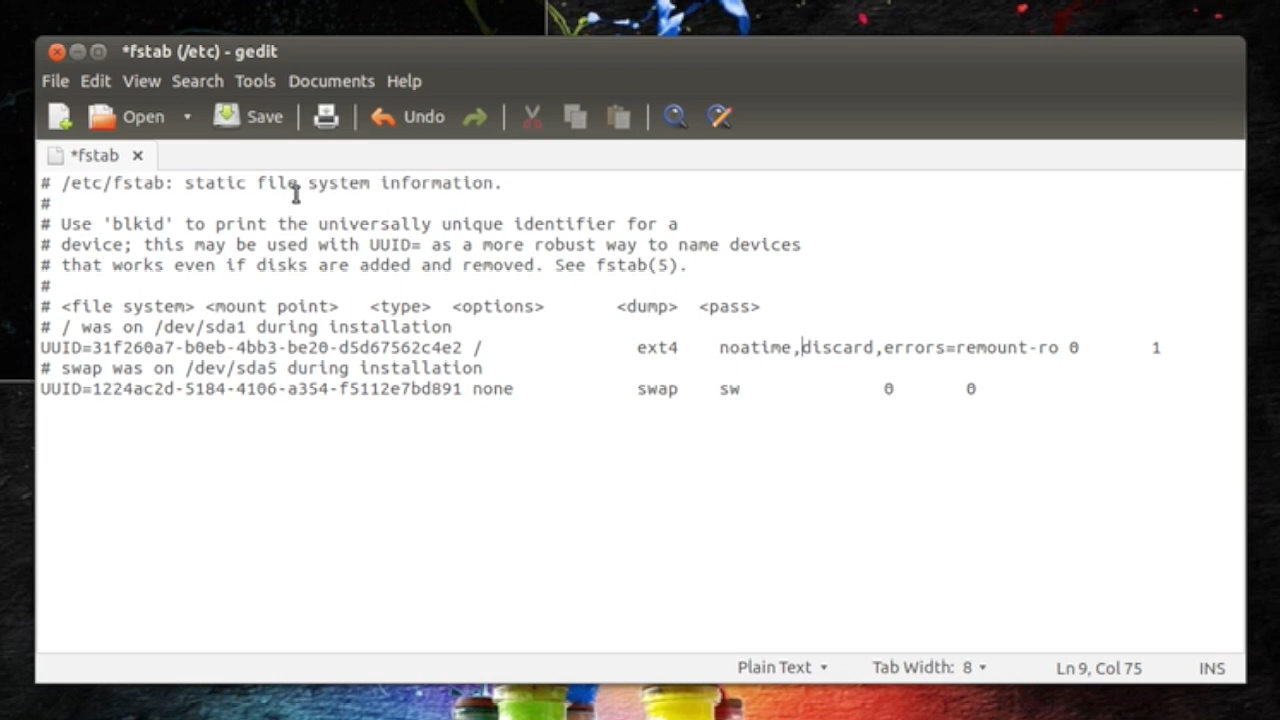 *fstab (/etc) - gedit
File Edit View Search Tools Documents Help
Open Save Undo
*fstab
# /etc/fstab: static file system information.
#
# Use 'blkid' to print the universally unique identifier for a
# device; this may be used with UUID= as a more robust way to name devices
# that works even if disks are added and removed. See fstab(5).
#
# <file system> <mount point>   <type>  <options>       <dump>  <pass>
# / was on /dev/sda1 during installation
UUID=31f260a7-b0eb-4bb3-be20-d5d67562c4e2 /               ext4    noatime,discard,errors=remount-ro 0       1
# swap was on /dev/sda5 during installation
UUID=1224ac2d-5184-4106-a354-f5112e7bd891 none            swap    sw              0       0
Plain Text Tab Width: 8 Ln 9, Col 75 INS